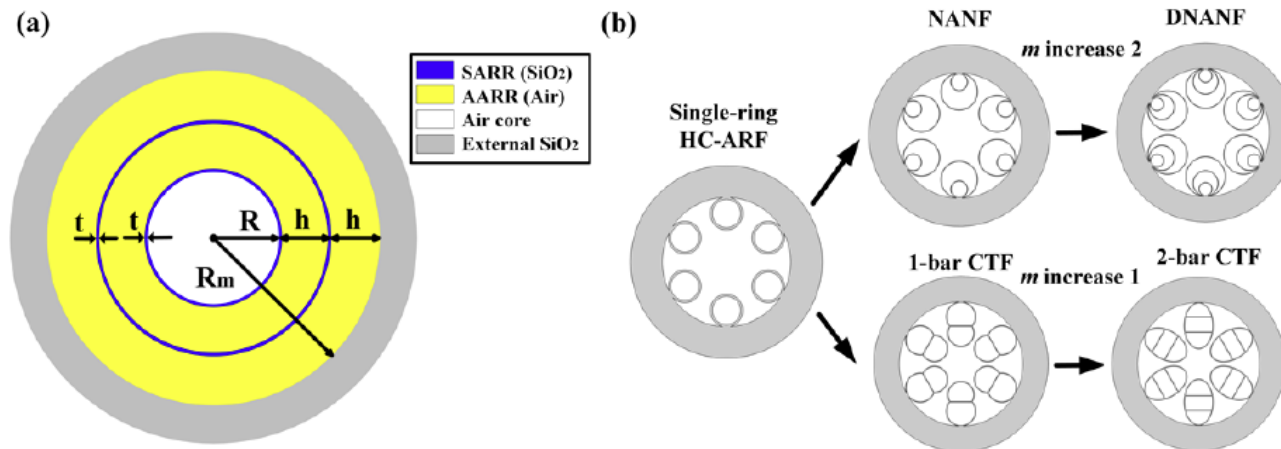 (a)
SARR (SiO₂)
AARR (Air)
Air core
External SiO₂
t
t
R
h
h
Rm
(b)
NANF
DNANF
m increase 2
Single-ring
HC-ARF
1-bar CTF
2-bar CTF
m increase 1